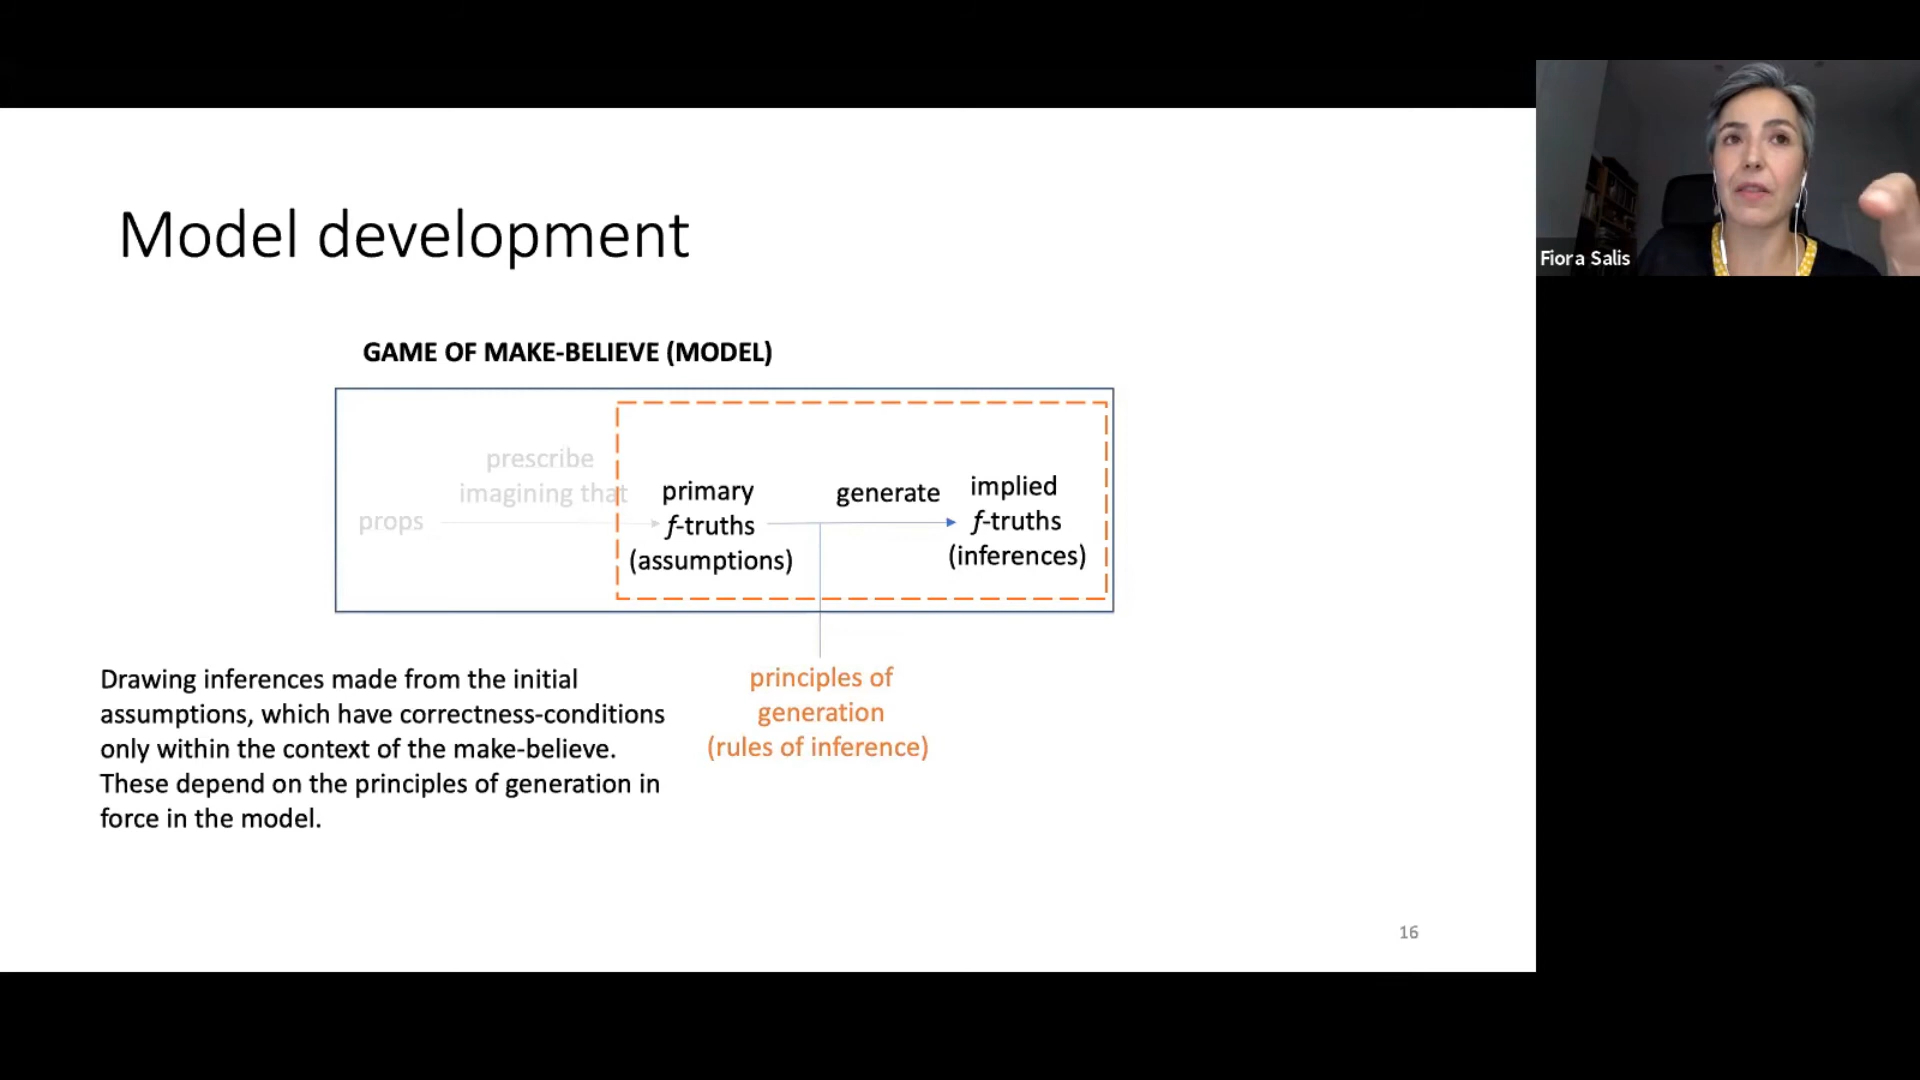 Model development
GAME OF MAKE-BELIEVE (MODEL)
prescribe
imagining that
props
primary
f-truths
(assumptions)
generate
implied
f-truths
(inferences)
principles of
generation
(rules of inference)
Drawing inferences made from the initial
assumptions, which have correctness-conditions
only within the context of the make-believe.
These depend on the principles of generation in
force in the model.
16
Fiora Salis